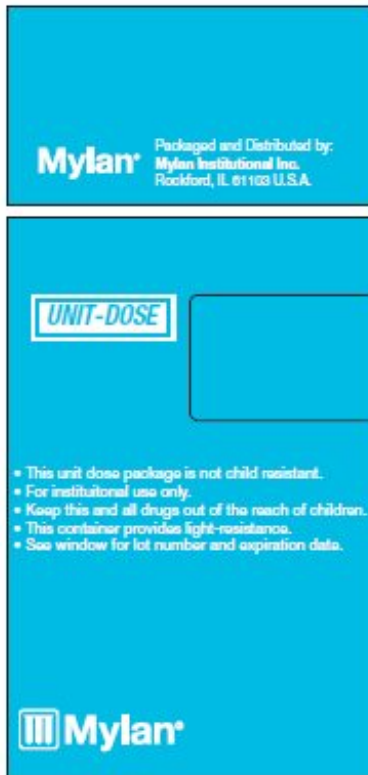 Mylan®
Packaged and Distributed by:
Mylan Institutional Inc.
Rockford, IL 61103 U.S.A.
UNIT-DOSE
• This unit dose package is not child resistant.
• For instituitonal use only.
• Keep this and all drugs out of the reach of children.
• This container provides light-resistance.
• See window for lot number and expiration date.
Mylan®